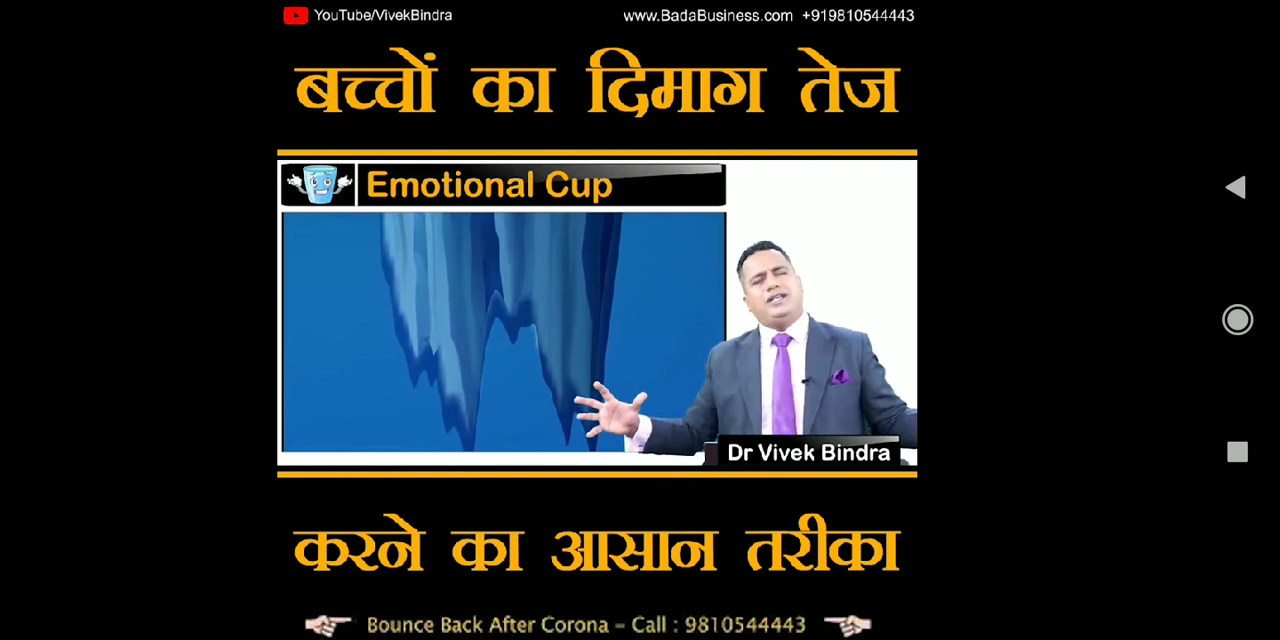 YouTube/VivekBindra www.BadaBusiness.com +919810544443
बच्चों का दिमाग तेज
Emotional Cup
Dr Vivek Bindra
करने का आसान तरीका
Bounce Back After Corona – Call : 9810544443